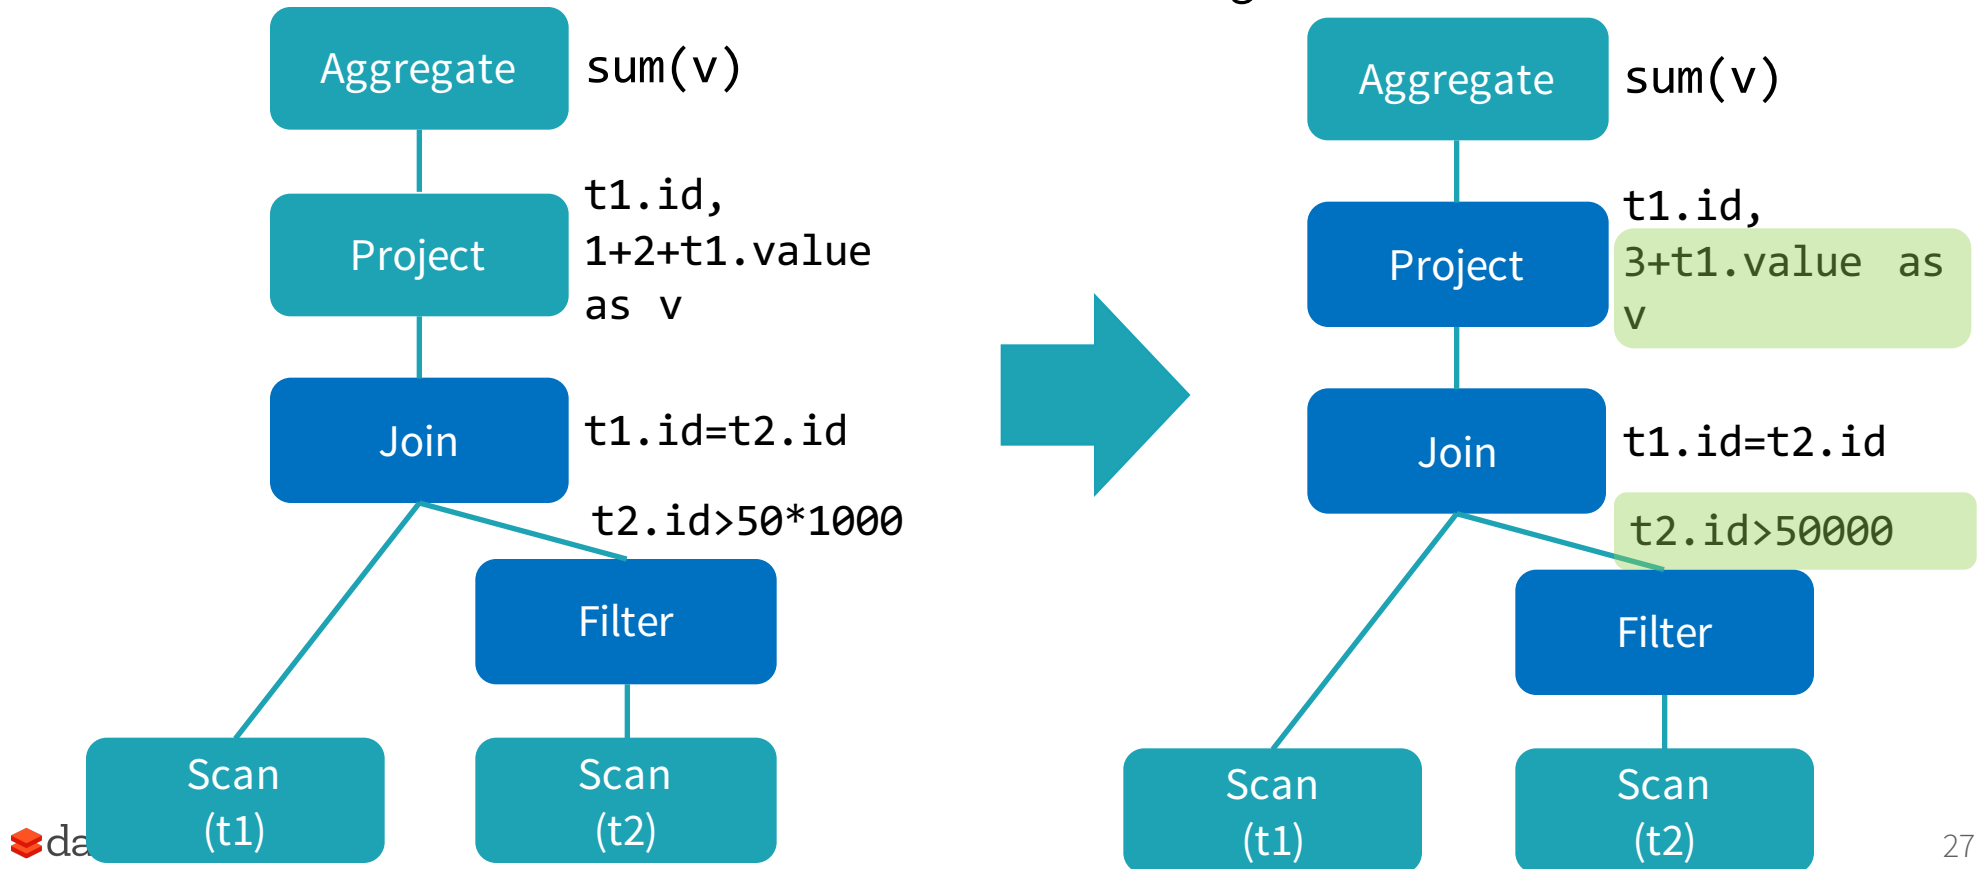 Aggregate
sum(v)
Project
t1.id,
1+2+t1.value
as v
Join
t1.id=t2.id
t2.id>50*1000
Filter
Scan
(t1)
Scan
(t2)
Aggregate
sum(v)
Project
t1.id,
3+t1.value as
v
Join
t1.id=t2.id
t2.id>50000
Filter
Scan
(t1)
Scan
(t2)
27